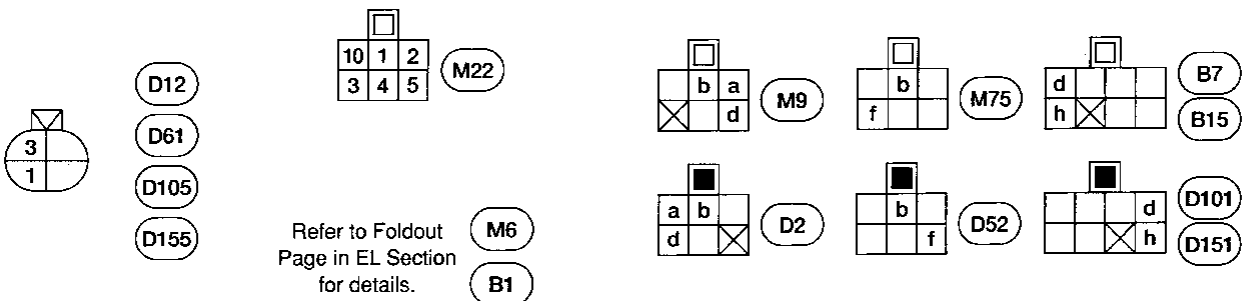 3
1
D12
D61
D105
D155
10 1 2
3 4 5
M22
Refer to Foldout
Page in EL Section
for details.
M6
B1
b a
d
M9
b
f
M75
d
h
B7
B15
a b
d
D2
b
f
D52
d
h
D101
D151